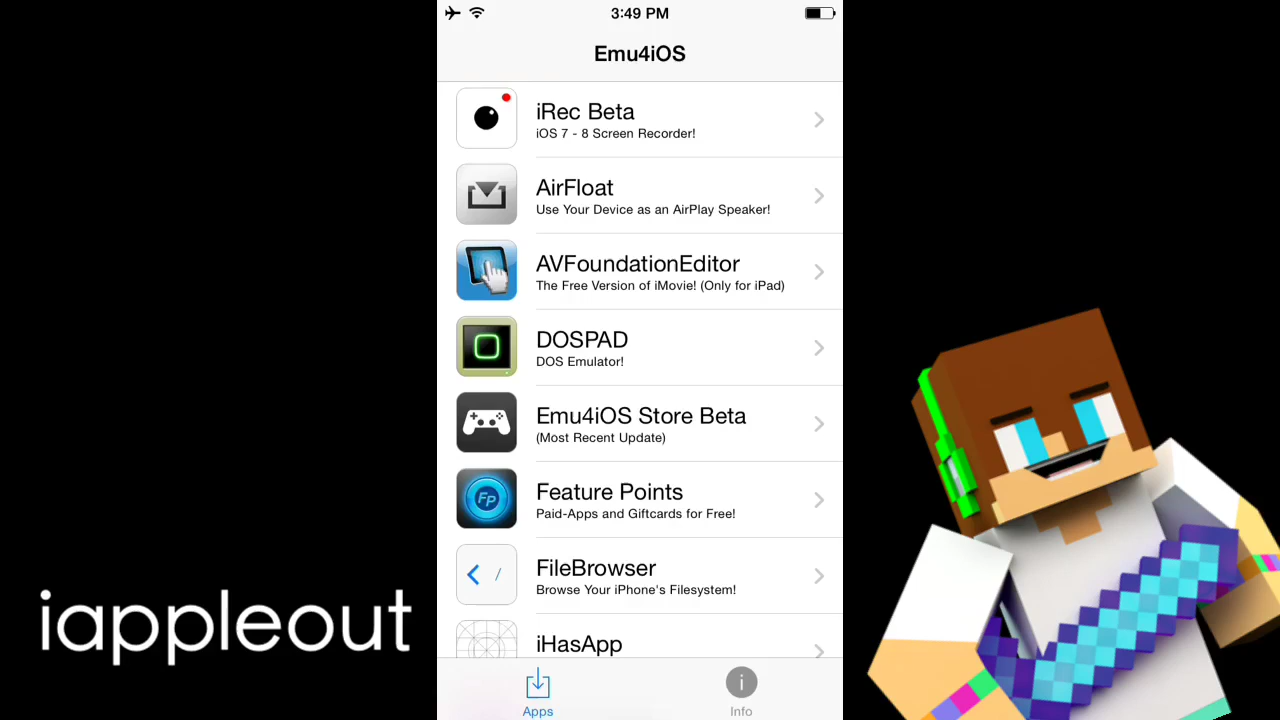 3:49 PM
Emu4iOS
iRec Beta
iOS 7 - 8 Screen Recorder!
AirFloat
Use Your Device as an AirPlay Speaker!
AVFoundationEditor
The Free Version of iMovie! (Only for iPad)
DOSPAD
DOS Emulator!
Emu4iOS Store Beta
(Most Recent Update)
FP
Feature Points
Paid-Apps and Giftcards for Free!
/
FileBrowser
Browse Your iPhone's Filesystem!
iHasApp
Apps
i
Info
iappleout